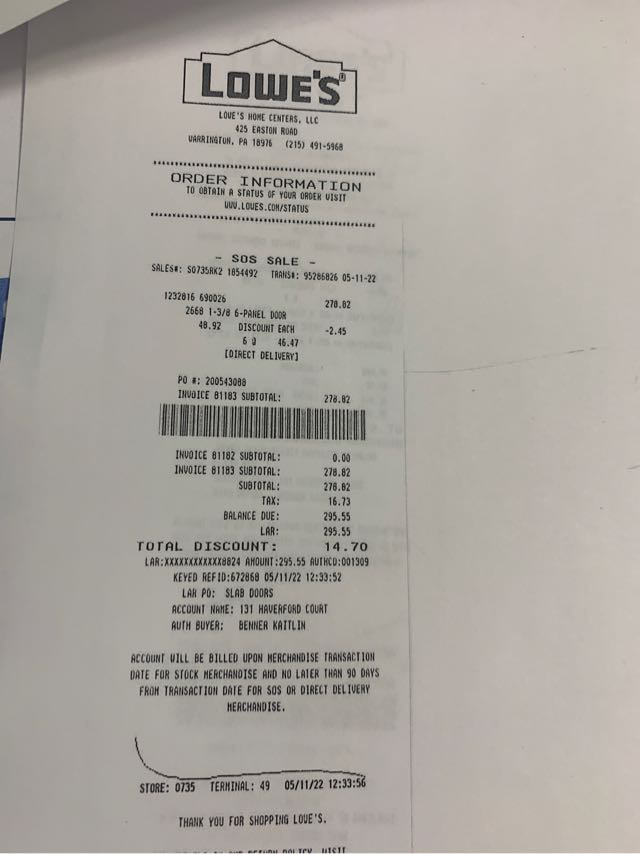 LOWE'S®
LOWE'S HOME CENTERS, LLC
425 EASTON ROAD
WARRINGTON, PA 18976 (215) 491-5968
ORDER INFORMATION
TO OBTAIN A STATUS OF YOUR ORDER VISIT
WWW.LOWES.COM/STATUS
- SOS SALE -
SALES#: S0735RK2 1854492 TRANS#: 95286826 05-11-22
1232816 690026 278.82
2668 1-3/8 6-PANEL DOOR
48.92 DISCOUNT EACH -2.45
6 @ 46.47
[DIRECT DELIVERY]
PO #: 200543088
INVOICE 81183 SUBTOTAL: 278.82
INVOICE 81182 SUBTOTAL: 0.00
INVOICE 81183 SUBTOTAL: 278.82
SUBTOTAL: 278.82
TAX: 16.73
BALANCE DUE: 295.55
LAR: 295.55
TOTAL DISCOUNT: 14.70
LAR:XXXXXXXXXXXX8824 AMOUNT:295.55 AUTHCD:001309
KEYED REFID:672868 05/11/22 12:33:52
LAR PO: SLAB DOORS
ACCOUNT NAME: 131 HAVERFORD COURT
AUTH BUYER: BENNER KAITLIN
ACCOUNT WILL BE BILLED UPON MERCHANDISE TRANSACTION
DATE FOR STOCK MERCHANDISE AND NO LATER THAN 90 DAYS
FROM TRANSACTION DATE FOR SOS OR DIRECT DELIVERY
MERCHANDISE.
STORE: 0735 TERMINAL: 49 05/11/22 12:33:56
THANK YOU FOR SHOPPING LOWE'S.